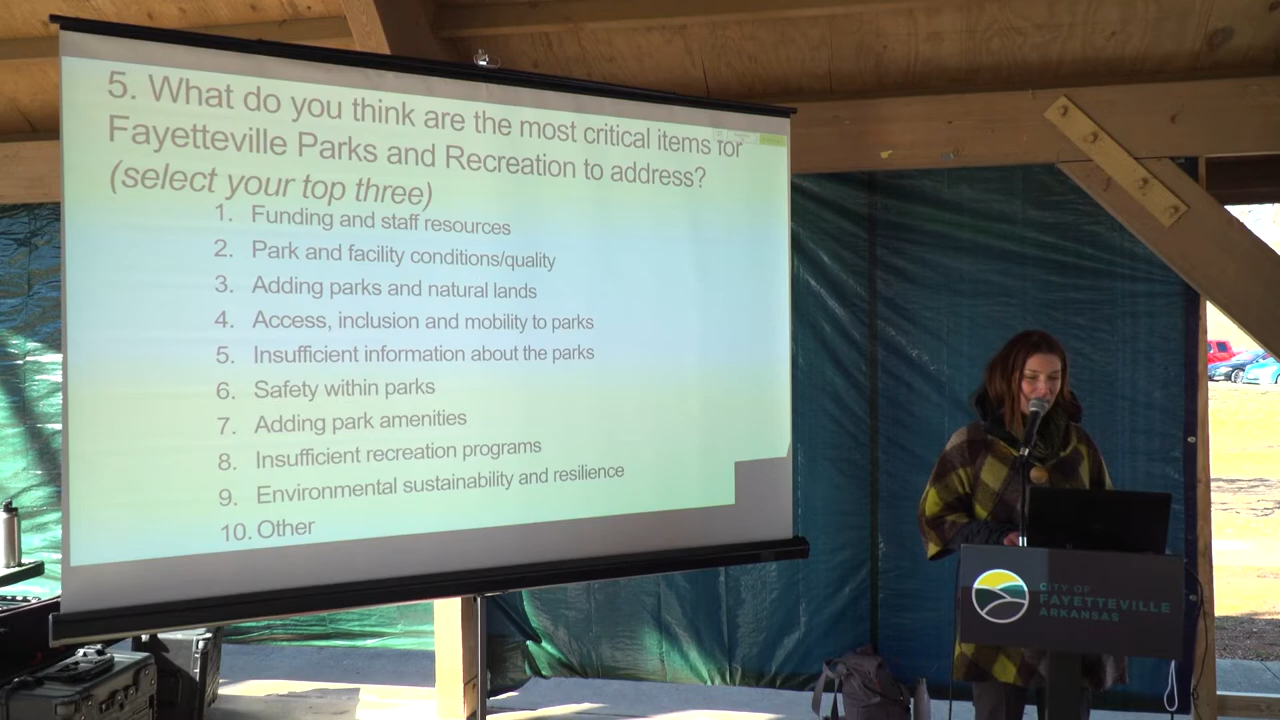 5. What do you think are the most critical items for
Fayetteville Parks and Recreation to address?
(select your top three)
1. Funding and staff resources
2. Park and facility conditions/quality
3. Adding parks and natural lands
4. Access, inclusion and mobility to parks
5. Insufficient information about the parks
6. Safety within parks
7. Adding park amenities
8. Insufficient recreation programs
9. Environmental sustainability and resilience
10. Other
CITY OF
FAYETTEVILLE
ARKANSAS